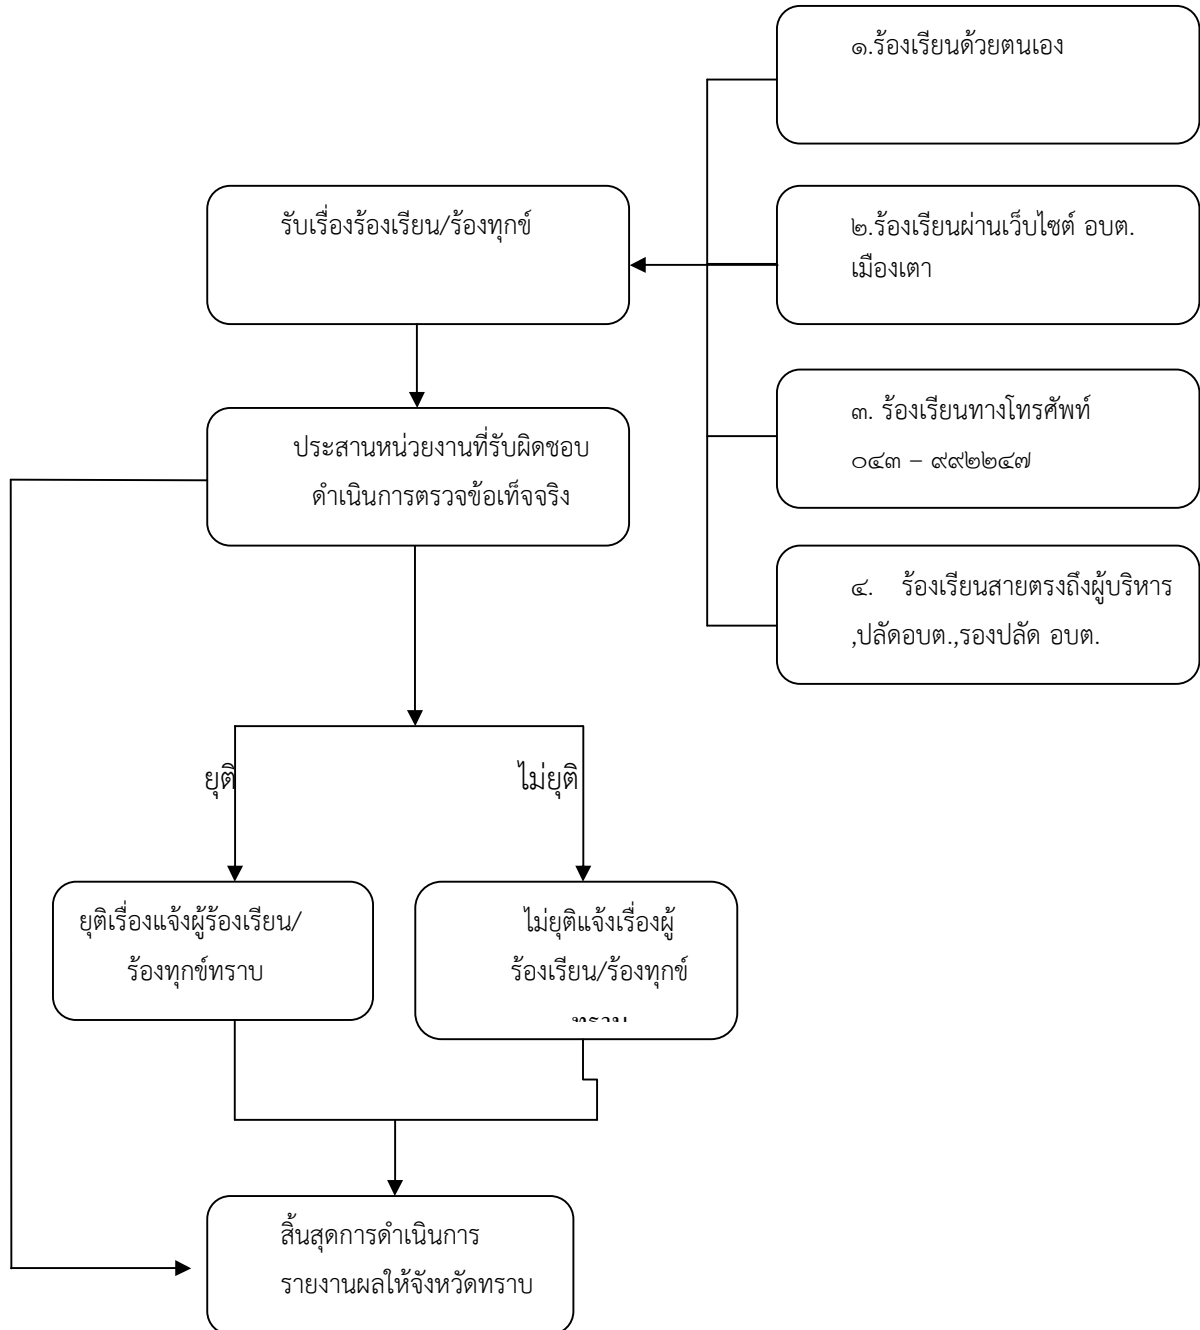 ๑.ร้องเรียนด้วยตนเอง
รับเรื่องร้องเรียน/ร้องทุกข์
๒.ร้องเรียนผ่านเว็บไซต์ อบต.
เมืองเตา
๓. ร้องเรียนทางโทรศัพท์
๐๔๓ – ๙๙๒๒๔๗
ประสานหน่วยงานที่รับผิดชอบ
ดำเนินการตรวจข้อเท็จจริง
๔. ร้องเรียนสายตรงถึงผู้บริหาร
,ปลัดอบต.,รองปลัด อบต.
ยุติ
ไม่ยุติ
ยุติเรื่องแจ้งผู้ร้องเรียน/
ร้องทุกข์ทราบ
ไม่ยุติแจ้งเรื่องผู้
ร้องเรียน/ร้องทุกข์
สิ้นสุดการดำเนินการ
รายงานผลให้จังหวัดทราบ